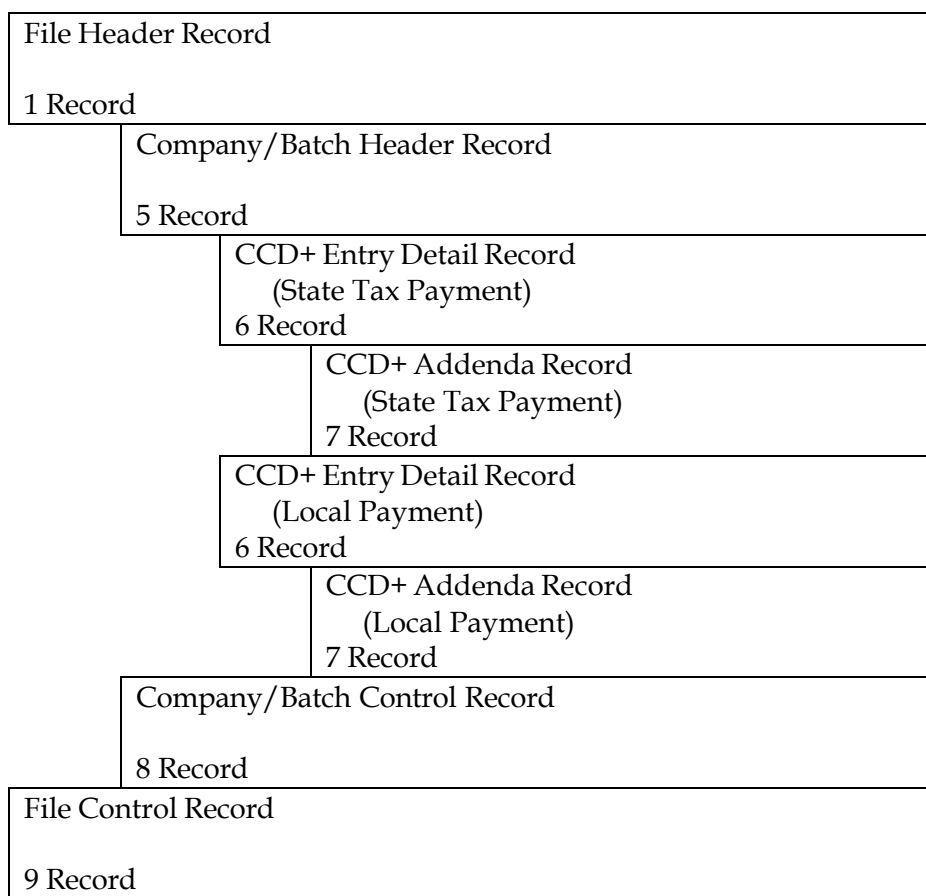 File Header Record
1 Record
Company/Batch Header Record
5 Record
CCD+ Entry Detail Record
(State Tax Payment)
6 Record
CCD+ Addenda Record
(State Tax Payment)
7 Record
CCD+ Entry Detail Record
(Local Payment)
6 Record
CCD+ Addenda Record
(Local Payment)
7 Record
Company/Batch Control Record
8 Record
File Control Record
9 Record